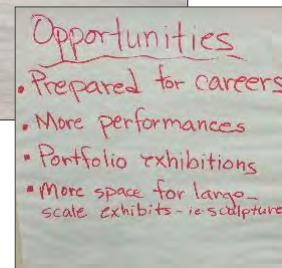 Opportunities
• Prepared for careers
• More performances
• Portfolio exhibitions
• More space for large-
scale exhibits - ie sculpture